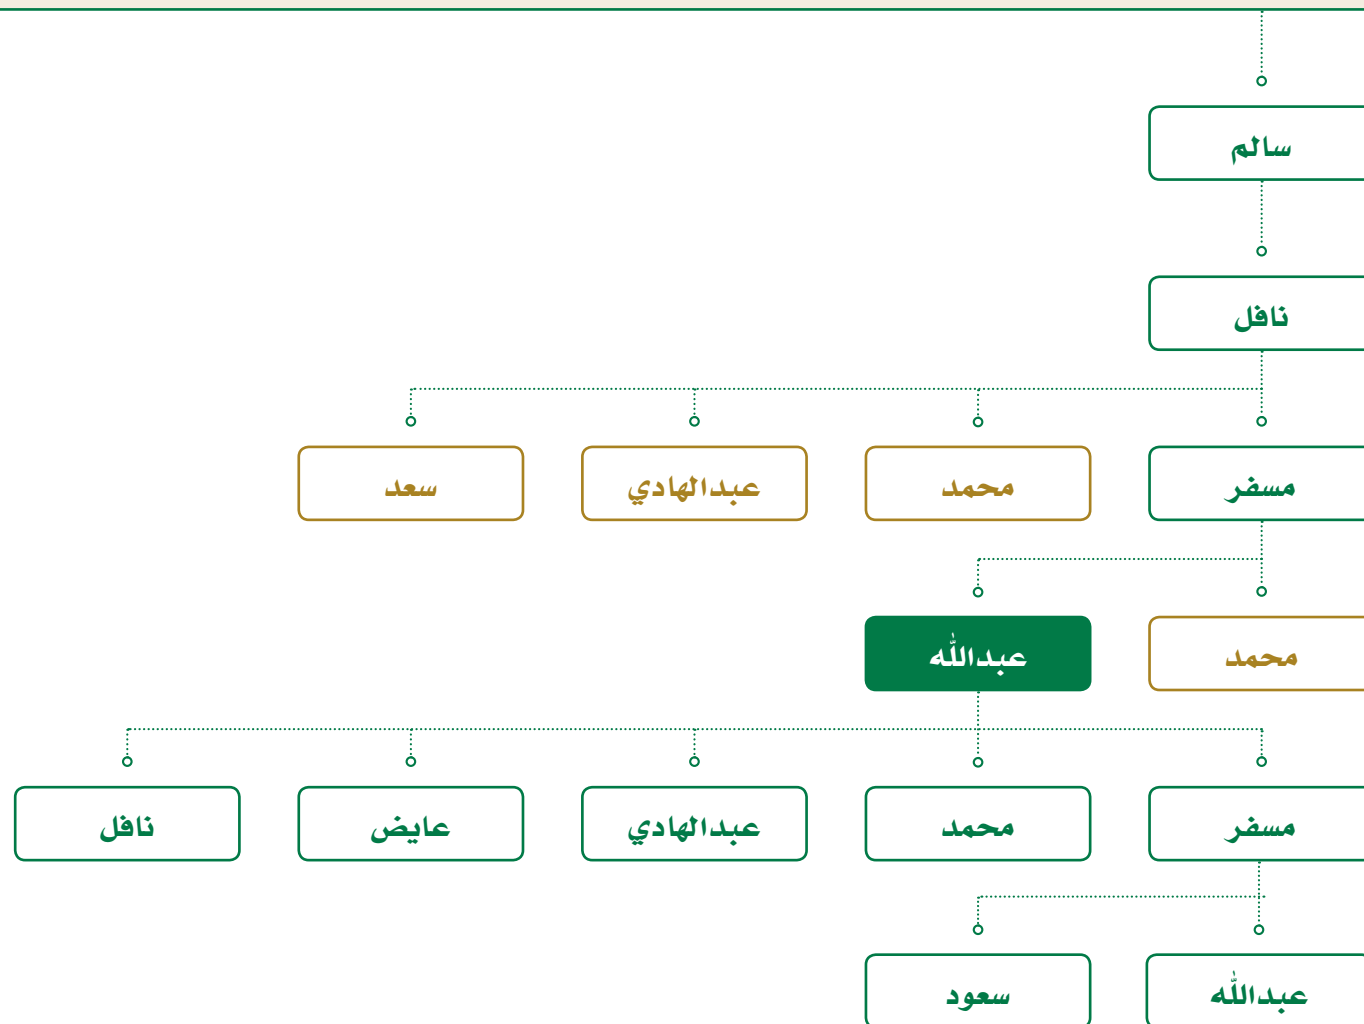 سالم
نافل
مسفر
محمد
عبدالهادي
سعد
محمد
عبدالله
مسفر
محمد
عبدالهادي
عايض
نافل
عبدالله
سعود